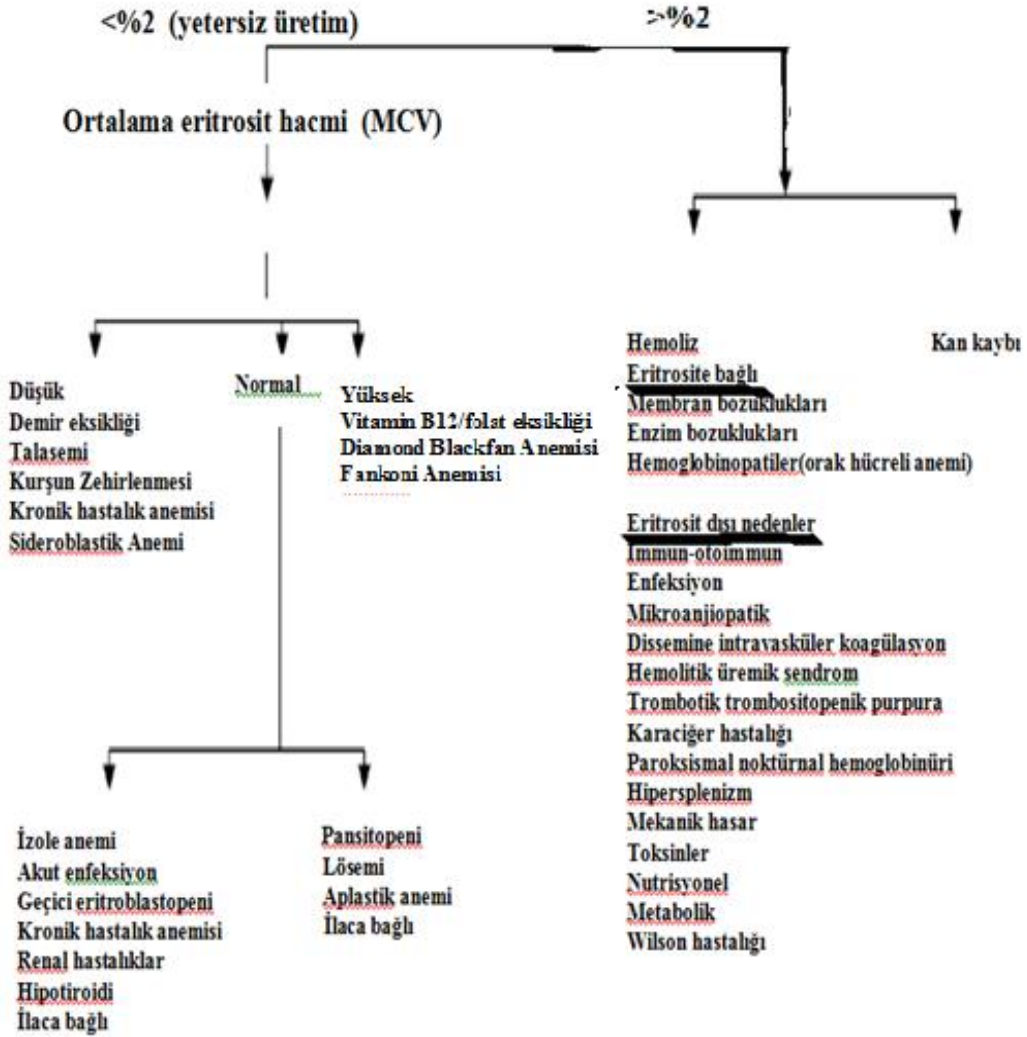 <%2 (yetersiz üretim)
>%2
Ortalama eritrosit hacmi (MCV)
Düşük
Demir eksikliği
Talasemi
Kurşun Zehirlenmesi
Kronik hastalık anemisi
Sideroblastik Anemi
Normal
Yüksek
Vitamin B12/folat eksikliği
Diamond Blackfan Anemisi
Fankoni Anemisi
İzole anemi
Akut enfeksiyon
Geçici eritroblastopeni
Kronik hastalık anemisi
Renal hastalıklar
Hipotiroidi
İlaca bağlı
Pansitopeni
Lösemi
Aplastik anemi
İlaca bağlı
Hemoliz
Eritrosite bağlı
Membran bozuklukları
Enzim bozuklukları
Hemoglobinopatiler(orak hücreli anemi)
Eritrosit dışı nedenler
Immun-otoimmun
Enfeksiyon
Mikroanjiopatik
Dissemine intravasküler koagülasyon
Hemolitik üremik sendrom
Trombotik trombositopenik purpura
Karaciğer hastalığı
Paroksismal noktürnal hemoglobinüri
Hipersplenizm
Mekanik hasar
Toksinler
Nutrisyonel
Metabolik
Wilson hastalığı
Kan kaybı